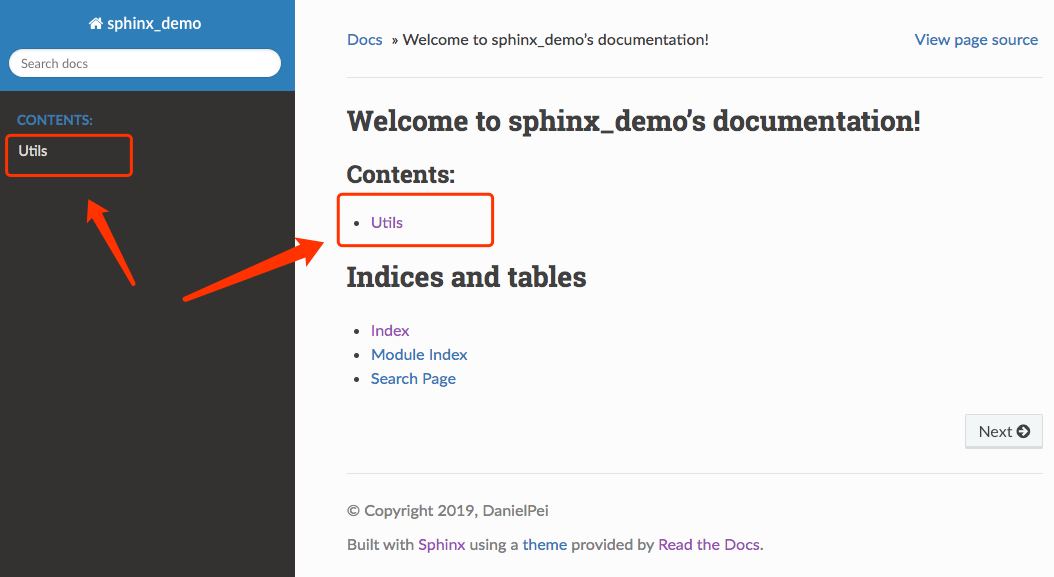 sphinx_demo
Search docs
CONTENTS:
Utils
Docs » Welcome to sphinx_demo’s documentation!
View page source
Welcome to sphinx_demo’s documentation!
Contents:
• Utils
Indices and tables
• Index
• Module Index
• Search Page
Next
© Copyright 2019, DanielPei
Built with Sphinx using a theme provided by Read the Docs.